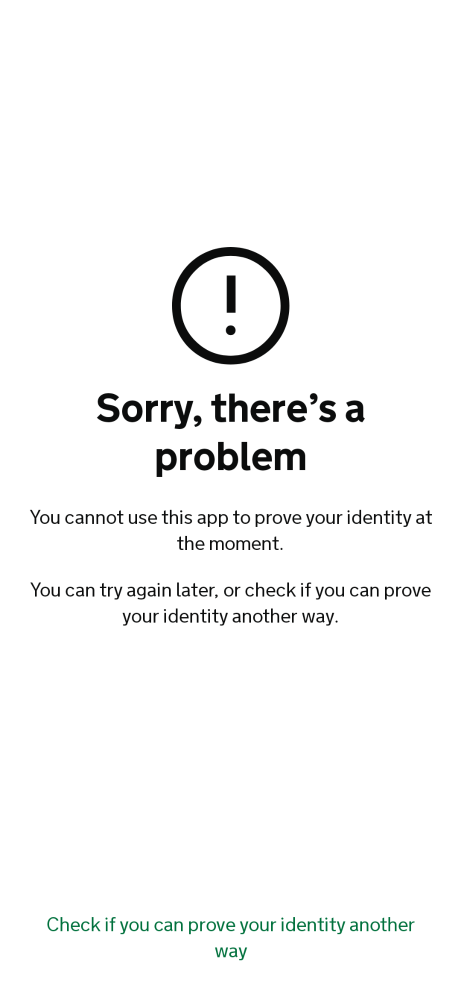 Sorry, there’s a
problem
You cannot use this app to prove your identity at
the moment.
You can try again later, or check if you can prove
your identity another way.
Check if you can prove your identity another
way